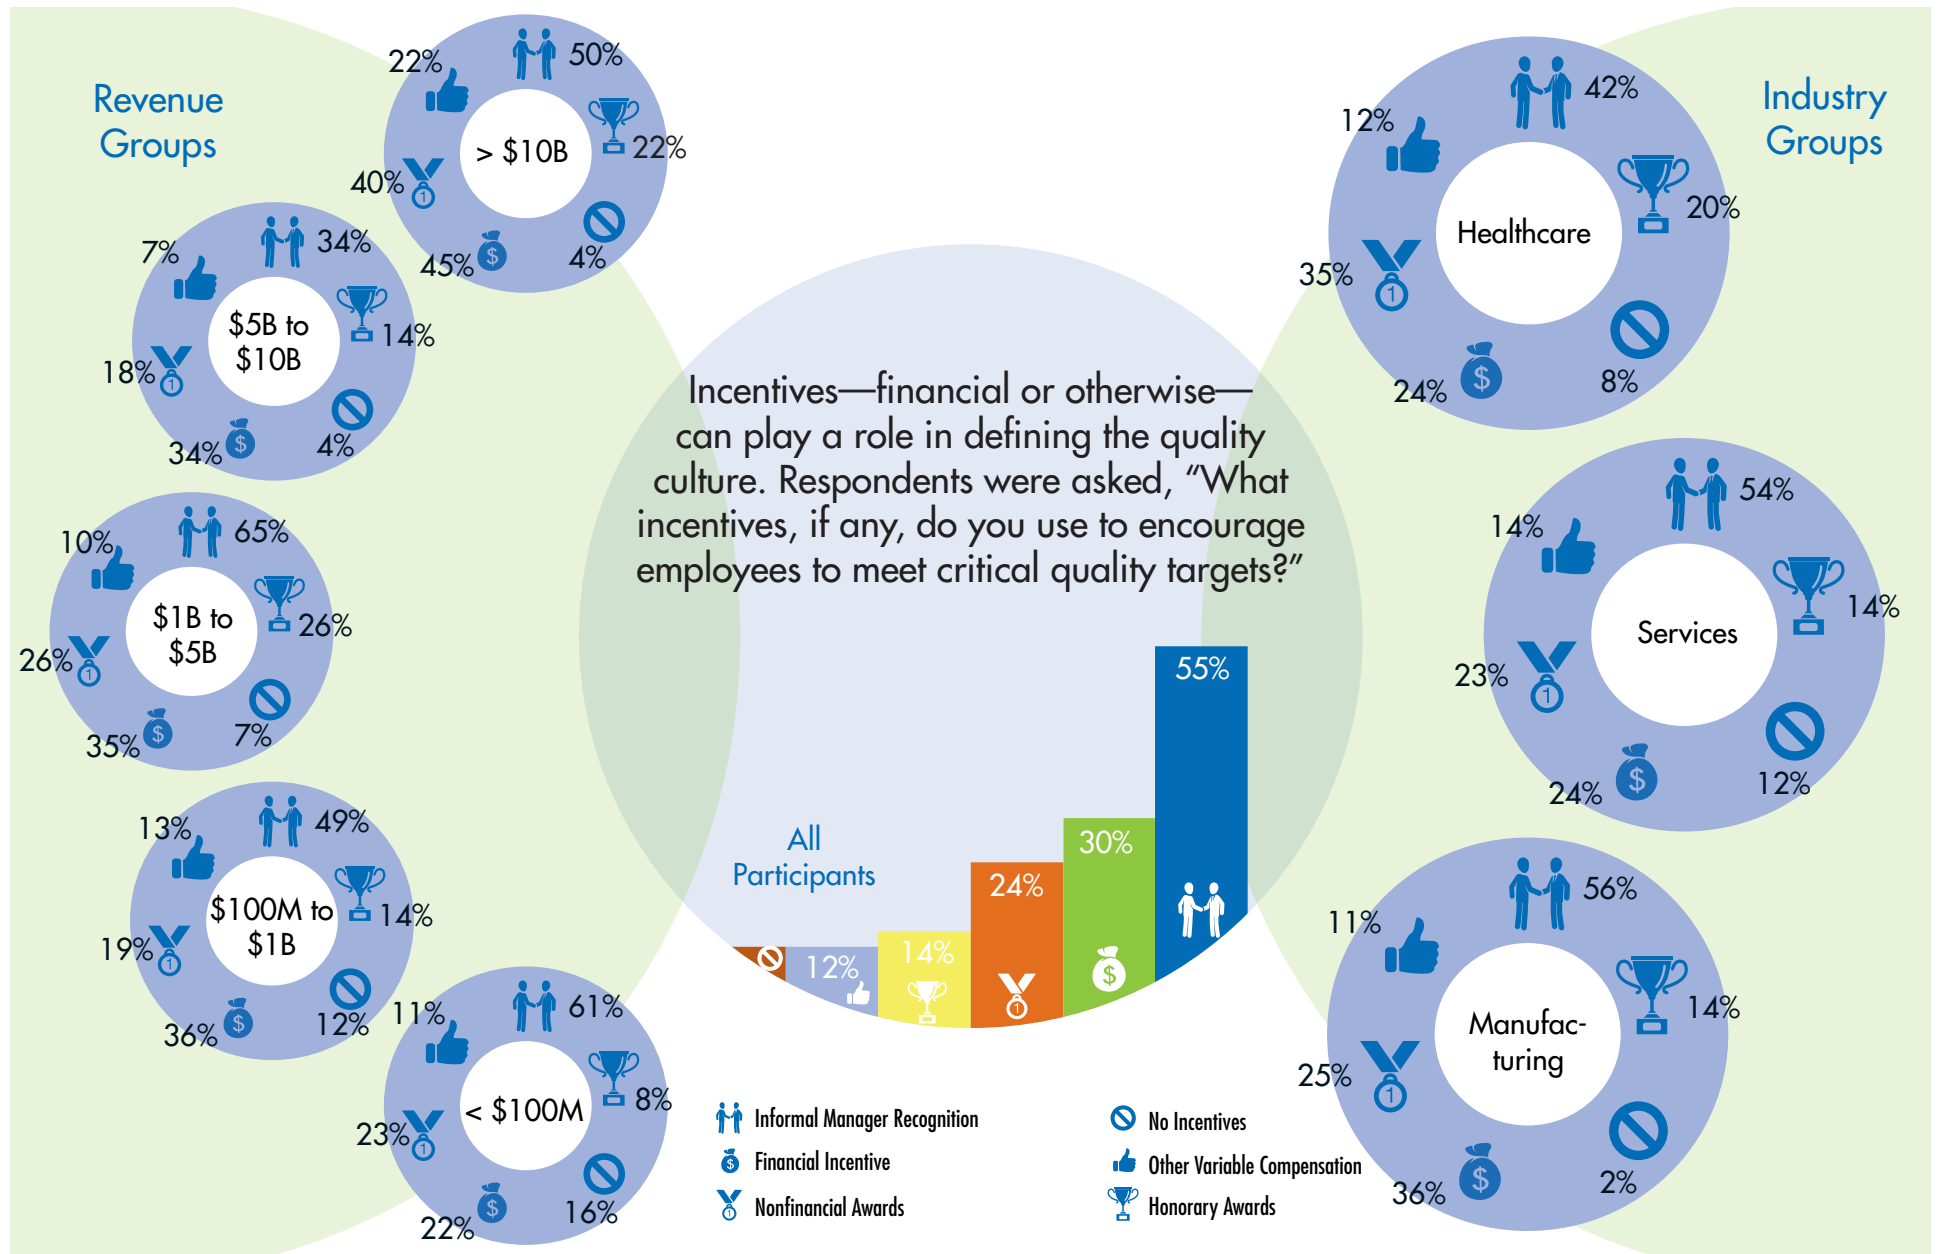 Revenue
Groups
22%
50%
22%
> $10B
40%
45%
4%
7%
34%
14%
$5B to
$10B
18%
34%
4%
10%
65%
26%
$1B to
$5B
26%
35%
7%
13%
49%
14%
$100M to
$1B
19%
36%
12%
11%
61%
8%
< $100M
23%
22%
16%
Incentives—financial or otherwise—
can play a role in defining the quality
culture. Respondents were asked, “What
incentives, if any, do you use to encourage
employees to meet critical quality targets?”
All
Participants
12%
14%
24%
30%
55%
$
1
Informal Manager Recognition
Financial Incentive
Nonfinancial Awards
No Incentives
Other Variable Compensation
Honorary Awards
Industry
Groups
12%
42%
20%
Healthcare
35%
24%
8%
14%
54%
14%
Services
23%
24%
12%
11%
56%
14%
Manufac-
turing
25%
36%
2%